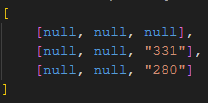 [
[null, null, null],
[null, null, "331"],
[null, null, "280"]
]